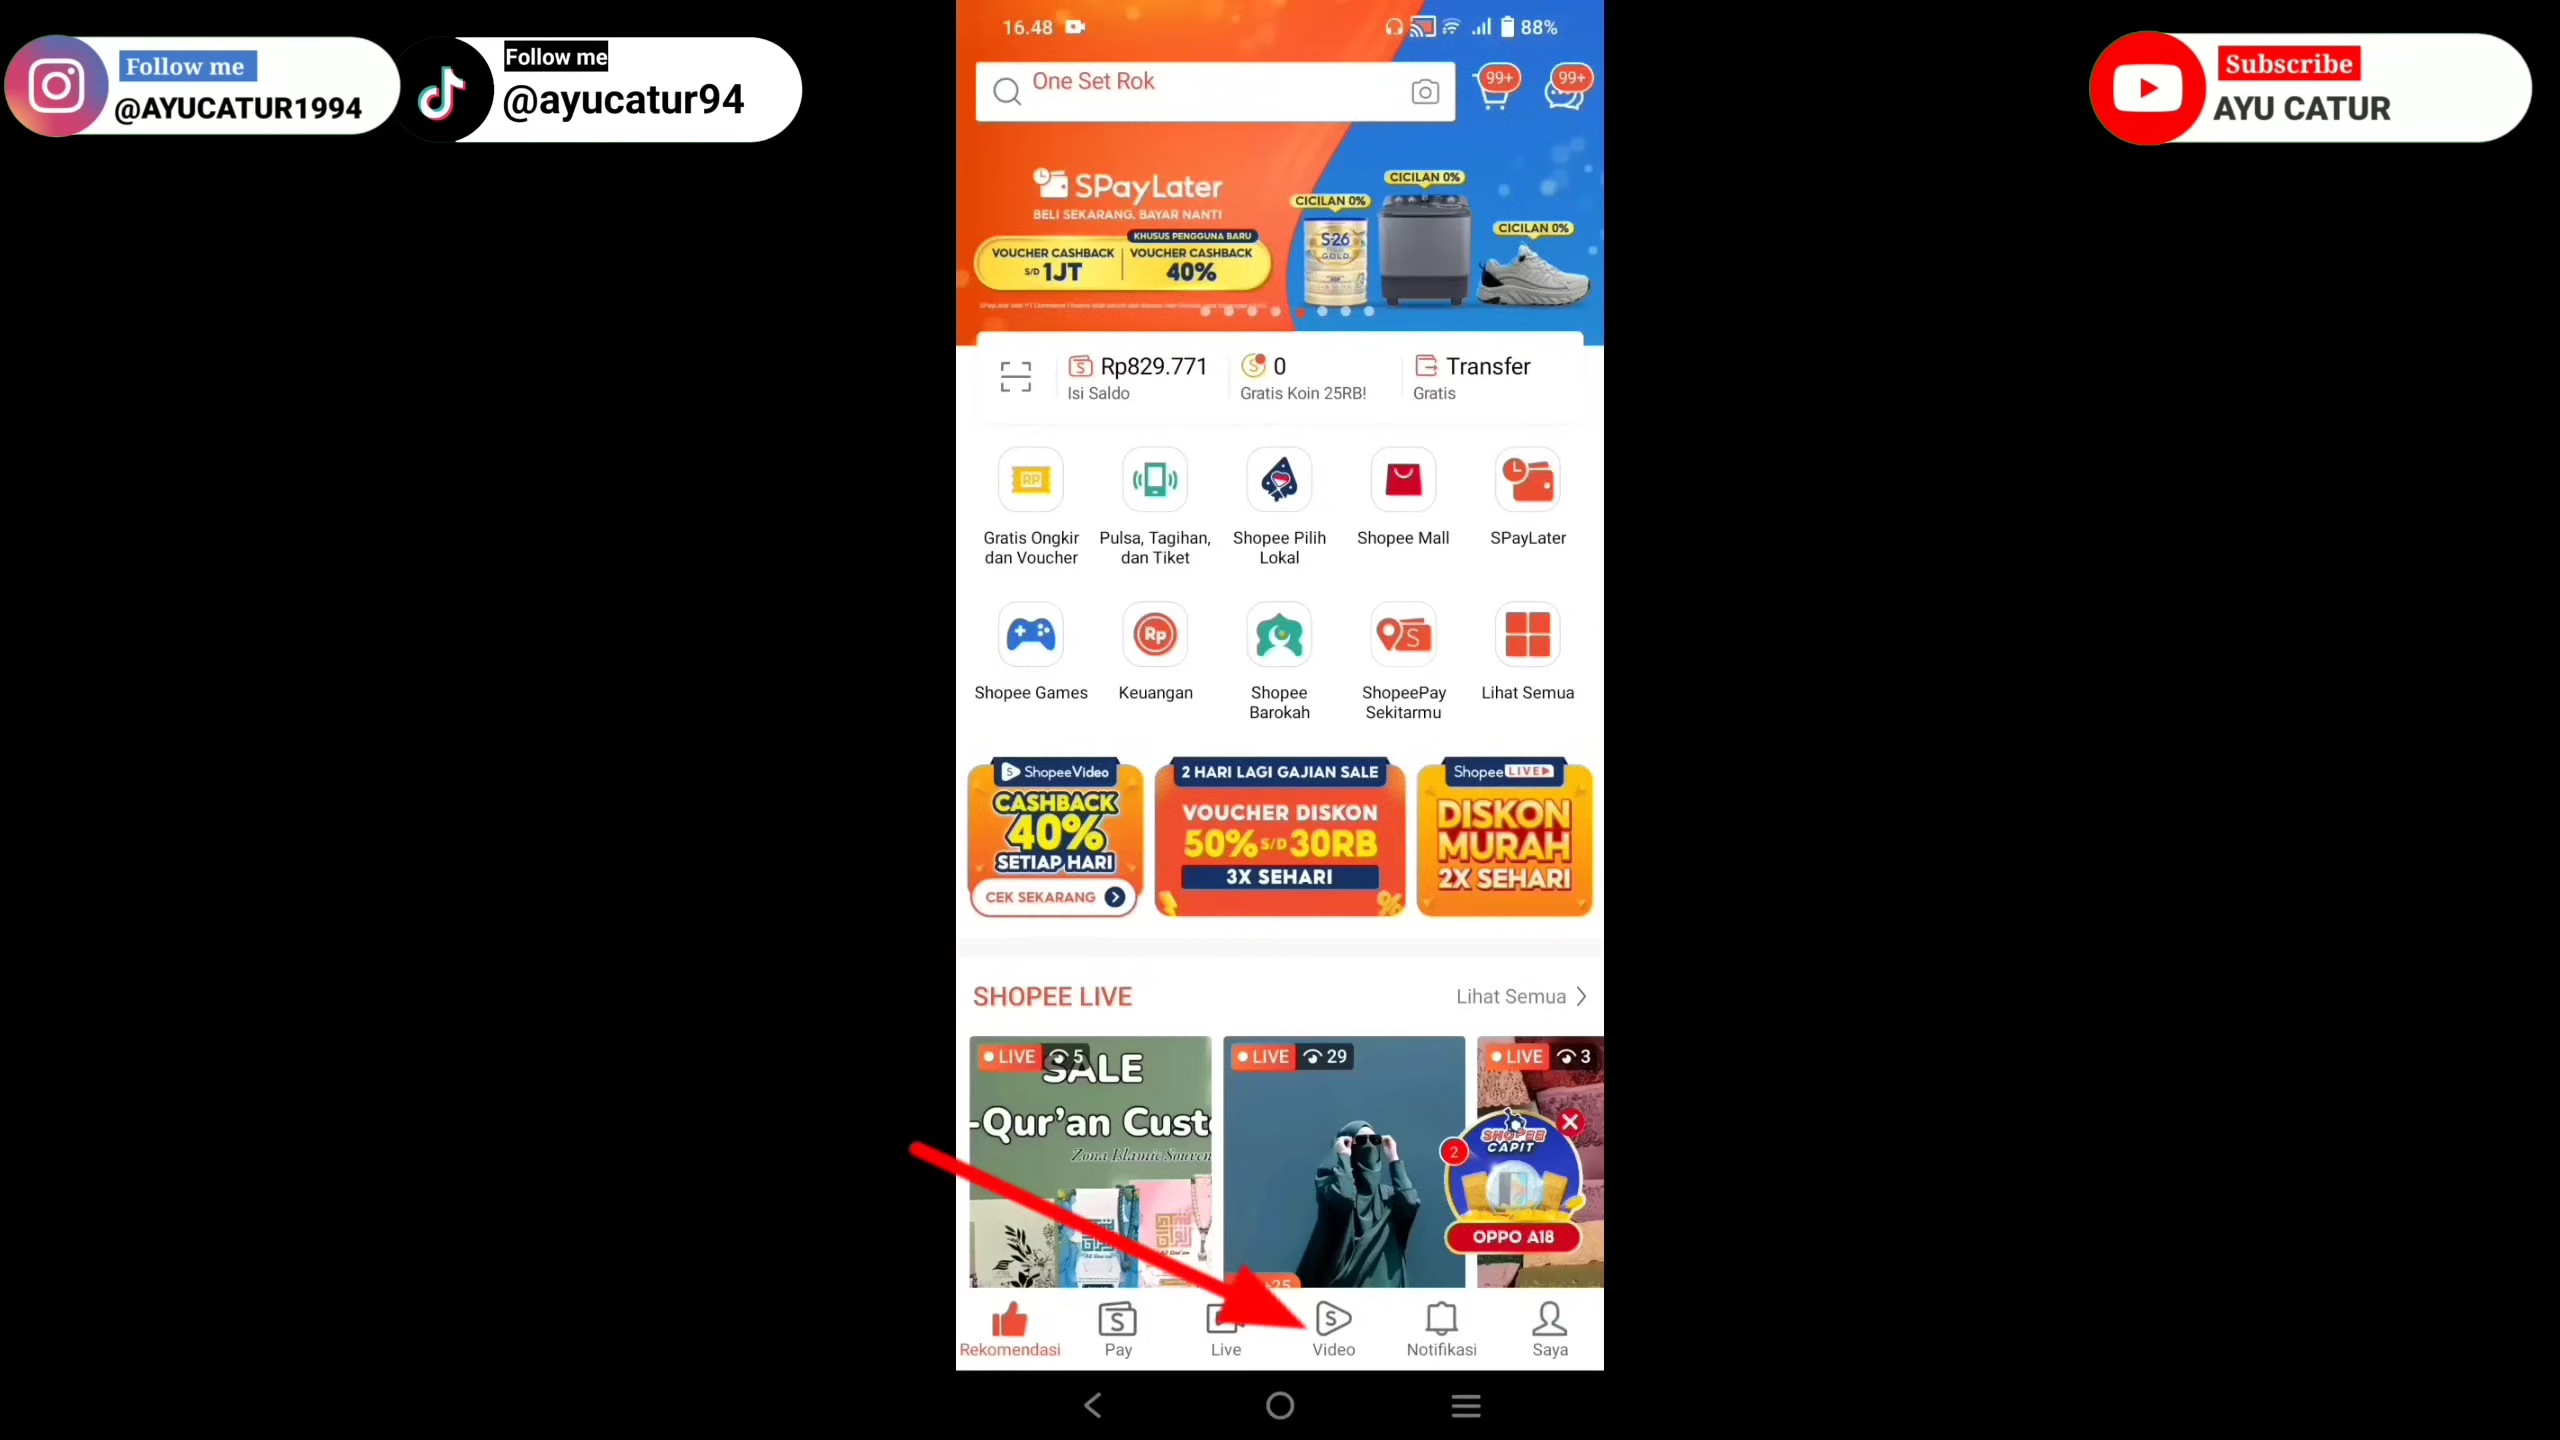 Follow me
@AYUCATUR1994
Follow me
@ayucatur94
Subscribe
AYU CATUR
16.48
88%
One Set Rok
99+
99+
SPayLater
BELI SEKARANG, BAYAR NANTI
KHUSUS PENGGUNA BARU
VOUCHER CASHBACK
S/D 1JT
VOUCHER CASHBACK
40%
CICILAN 0%
CICILAN 0%
CICILAN 0%
S-26
GOLD
Rp829.771
Isi Saldo
0
Gratis Koin 25RB!
Transfer
Gratis
RP
Gratis Ongkir
dan Voucher
Pulsa, Tagihan,
dan Tiket
Shopee Pilih
Lokal
Shopee Mall
SPayLater
Rp
S
Shopee Games
Keuangan
Shopee
Barokah
ShopeePay
Sekitarmu
Lihat Semua
ShopeeVideo
CASHBACK
40%
SETIAP HARI
CEK SEKARANG
2 HARI LAGI GAJIAN SALE
VOUCHER DISKON
50% S/D 30RB
3X SEHARI
Shopee LIVE
DISKON
MURAH
2X SEHARI
SHOPEE LIVE
Lihat Semua
LIVE 5
SALE
-Qur'an Cust
Zona Islamic Souven
LIVE 29
LIVE 3
2
SHOPEE
CAPIT
OPPO A18
+25
Rekomendasi
Pay
Live
Video
Notifikasi
Saya